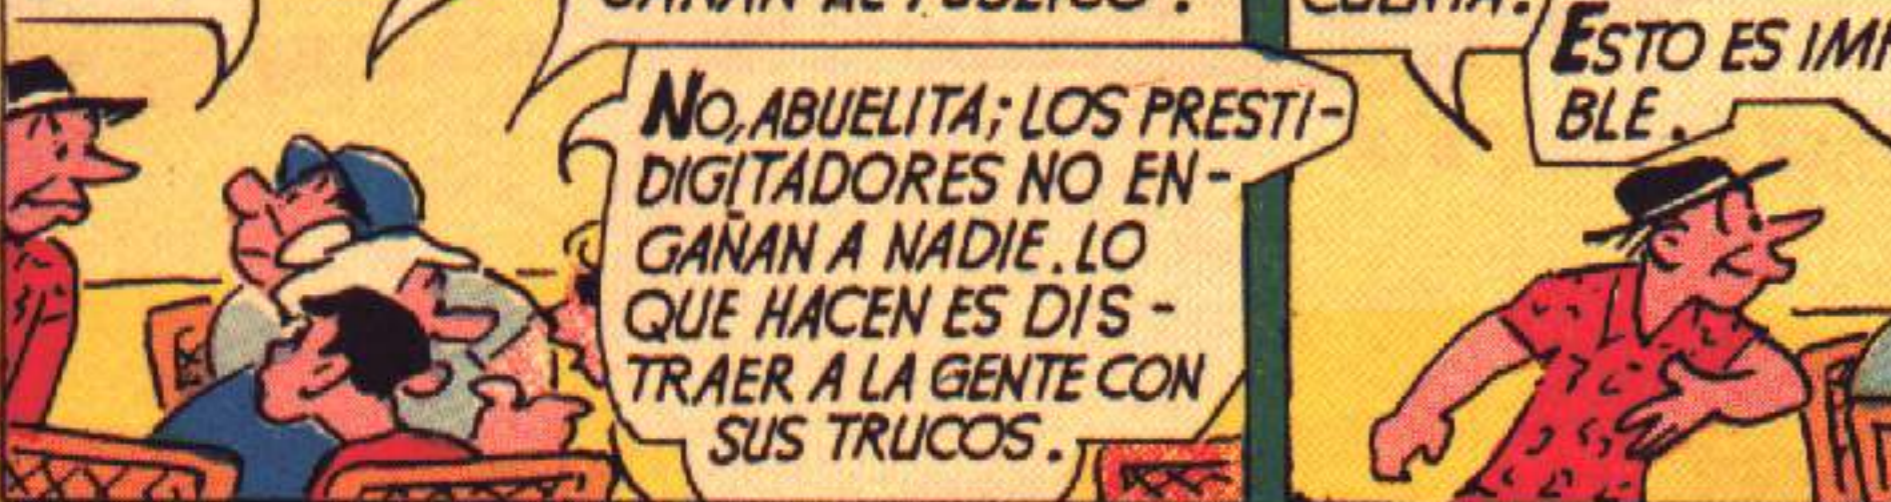 NO, ABUELITA; LOS PRESTI-
DIGITADORES NO EN-
GAÑAN A NADIE. LO
QUE HACEN ES DIS-
TRAER A LA GENTE CON
SUS TRUCOS.
ESTO ES
BLE.